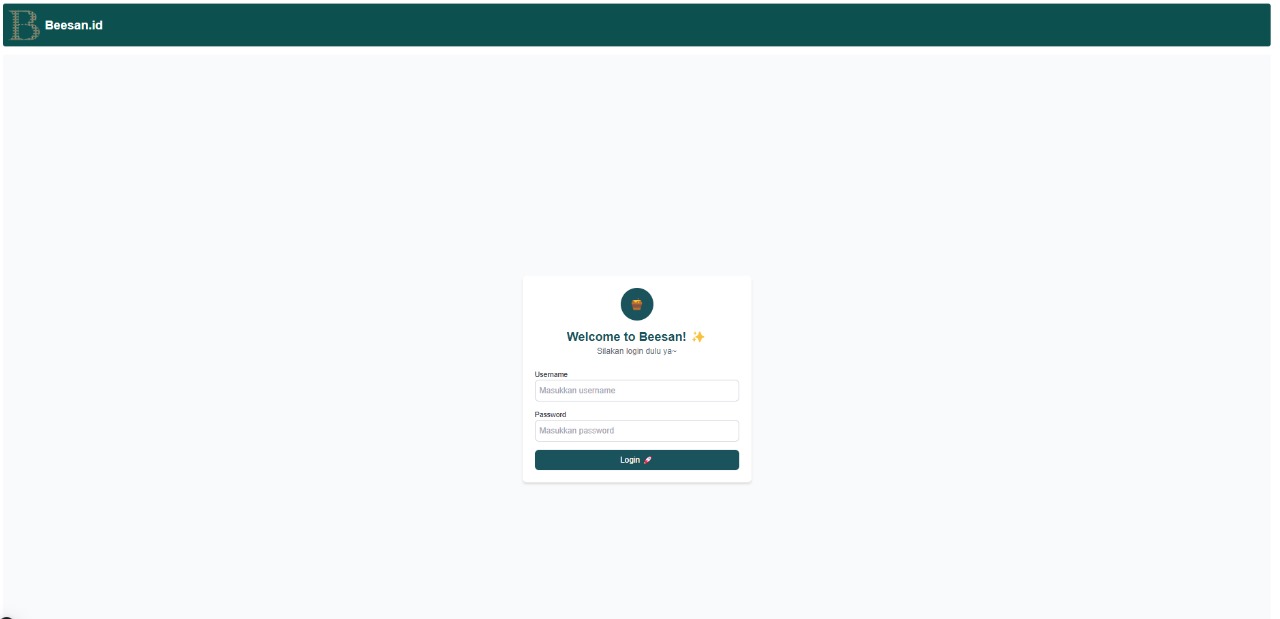 Beesan.id
Welcome to Beesan! ✨
Silakan login dulu ya~
Username
Masukkan username
Password
Masukkan password
Login 🚀